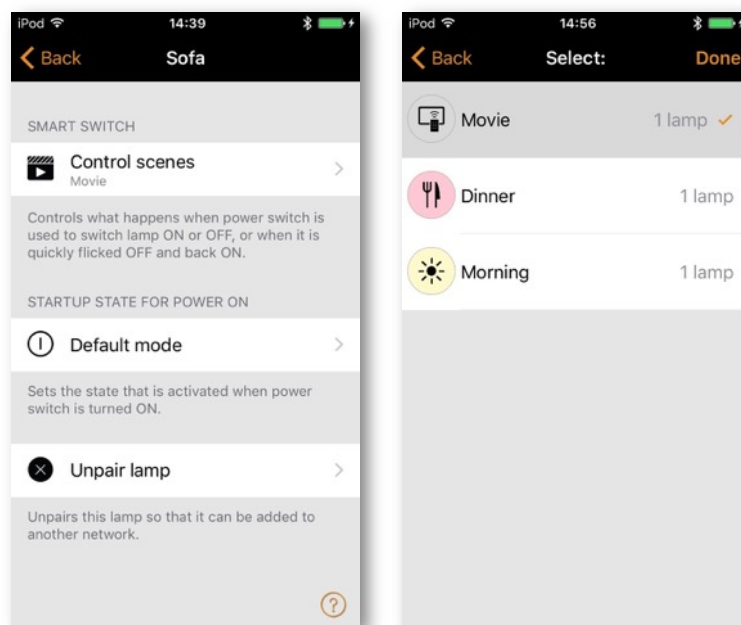 iPod 14:39
Back Sofa
SMART SWITCH
Control scenes
Movie
Controls what happens when power switch is
used to switch lamp ON or OFF, or when it is
quickly flicked OFF and back ON.
STARTUP STATE FOR POWER ON
Default mode
Sets the state that is activated when power
switch is turned ON.
Unpair lamp
Unpairs this lamp so that it can be added to
another network.
?
iPod 14:56
Back Select: Done
Movie 1 lamp
Dinner 1 lamp
Morning 1 lamp